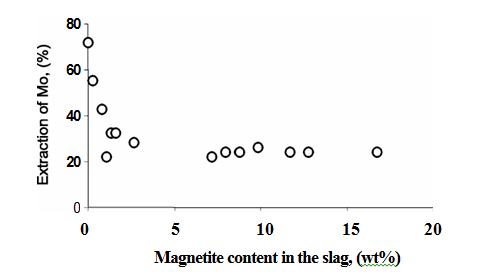 80
60
40
20
0
Extraction of Mo, (%)
0 5 10 15 20
Magnetite content in the slag, (wt%)